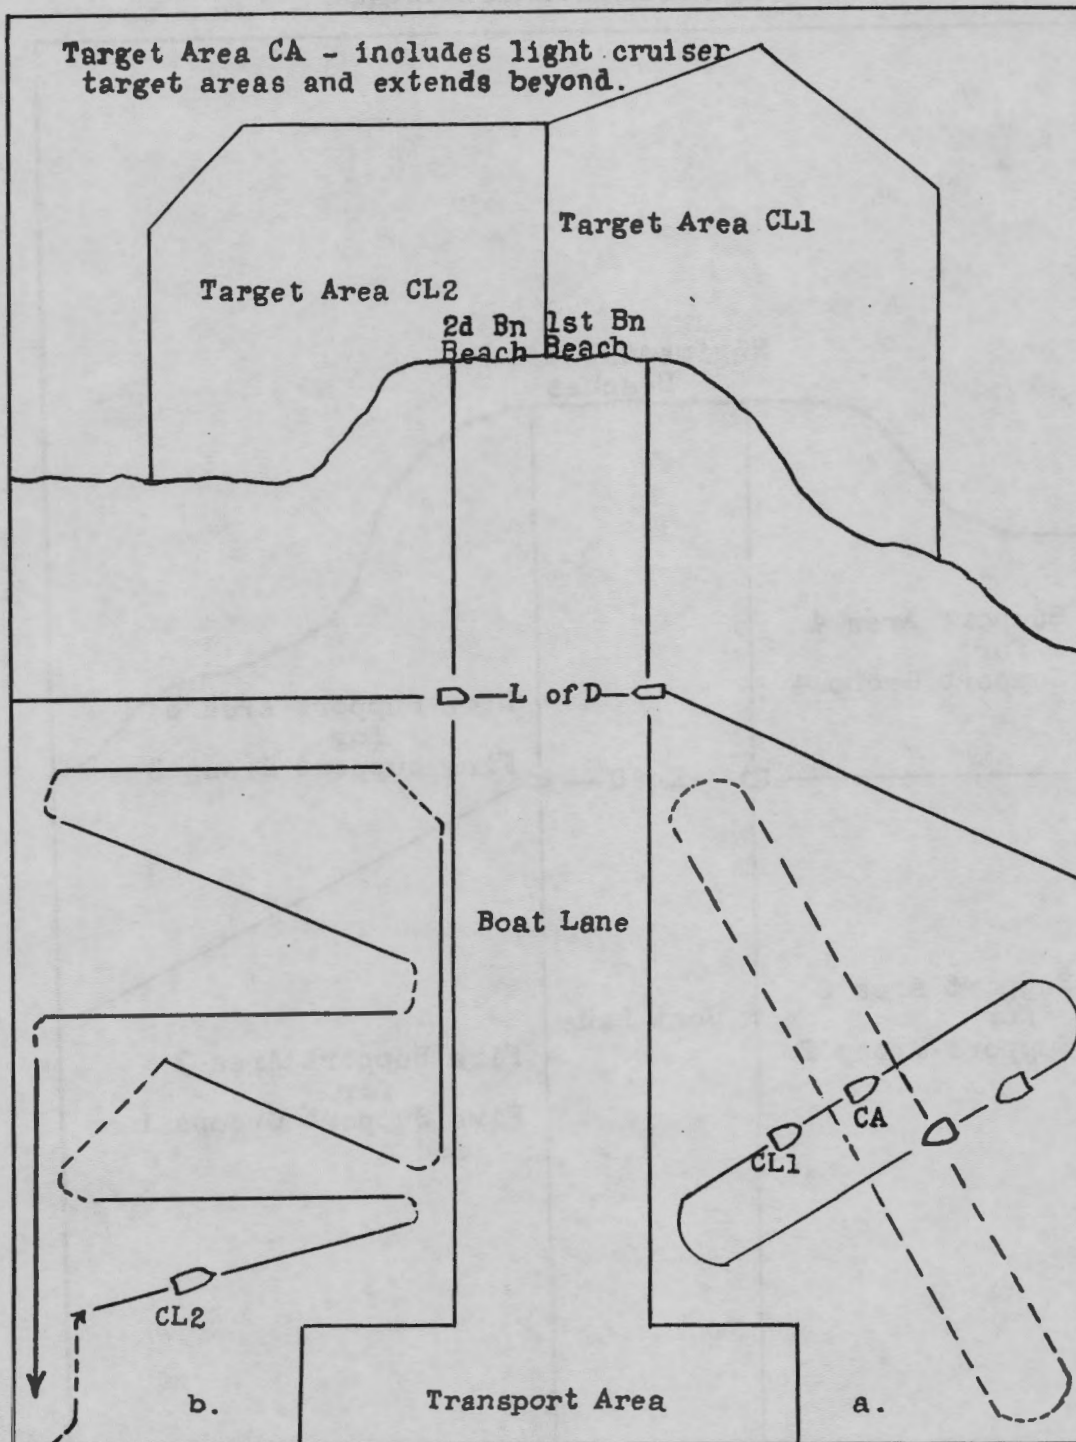 Target Area CA - includes light cruiser
target areas and extends beyond.
Target Area CL1
Target Area CL2
2d Bn 1st Bn
Beach Beach
L of D
Boat Lane
CA
CL1
CL2
b.
Transport Area
a.